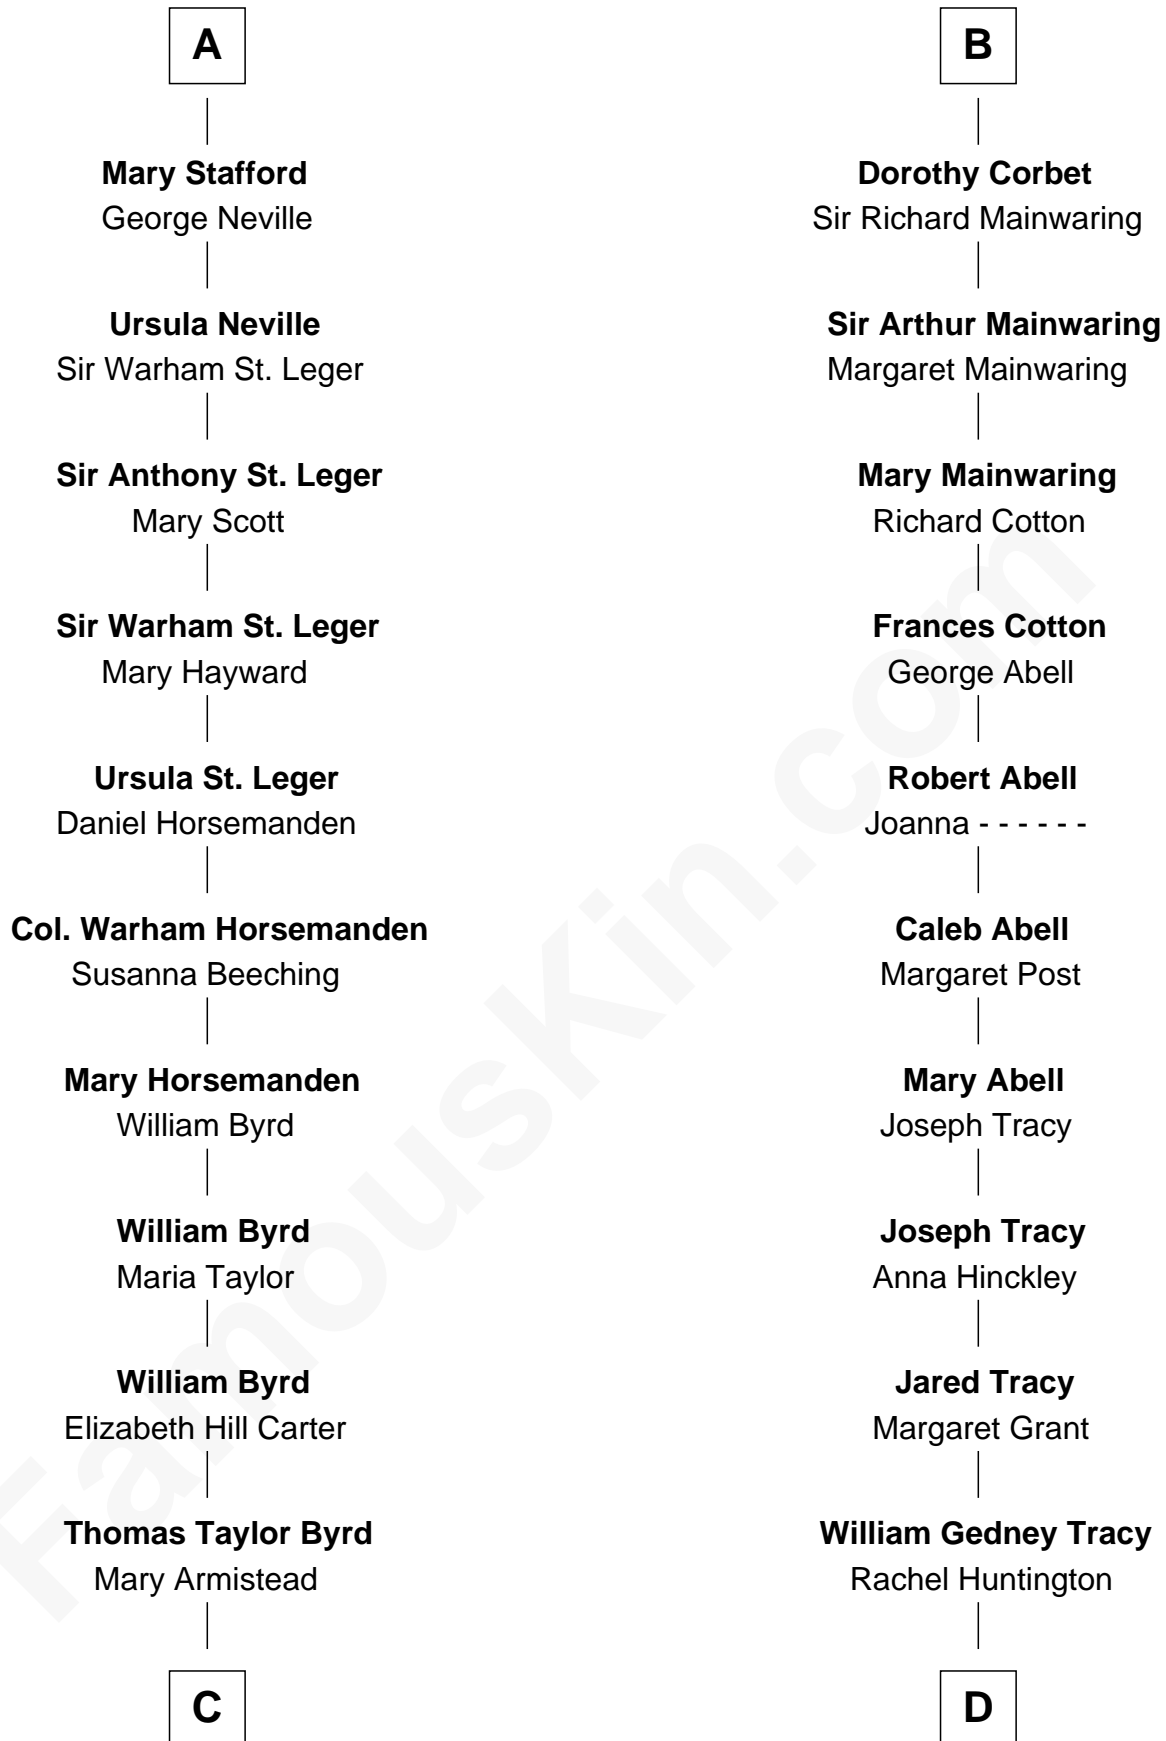 A
Mary Stafford
George Neville
Ursula Neville
Sir Warham St. Leger
Sir Anthony St. Leger
Mary Scott
Sir Warham St. Leger
Mary Hayward
Ursula St. Leger
Daniel Horsemanden
Col. Warham Horsemanden
Susanna Beeching
Mary Horsemanden
William Byrd
William Byrd
Maria Taylor
William Byrd
Elizabeth Hill Carter
Thomas Taylor Byrd
Mary Armistead
C
B
Dorothy Corbet
Sir Richard Mainwaring
Sir Arthur Mainwaring
Margaret Mainwaring
Mary Mainwaring
Richard Cotton
Frances Cotton
George Abell
Robert Abell
Joanna - - - - - -
Caleb Abell
Margaret Post
Mary Abell
Joseph Tracy
Joseph Tracy
Anna Hinckley
Jared Tracy
Margaret Grant
William Gedney Tracy
Rachel Huntington
D
FamousKin.com